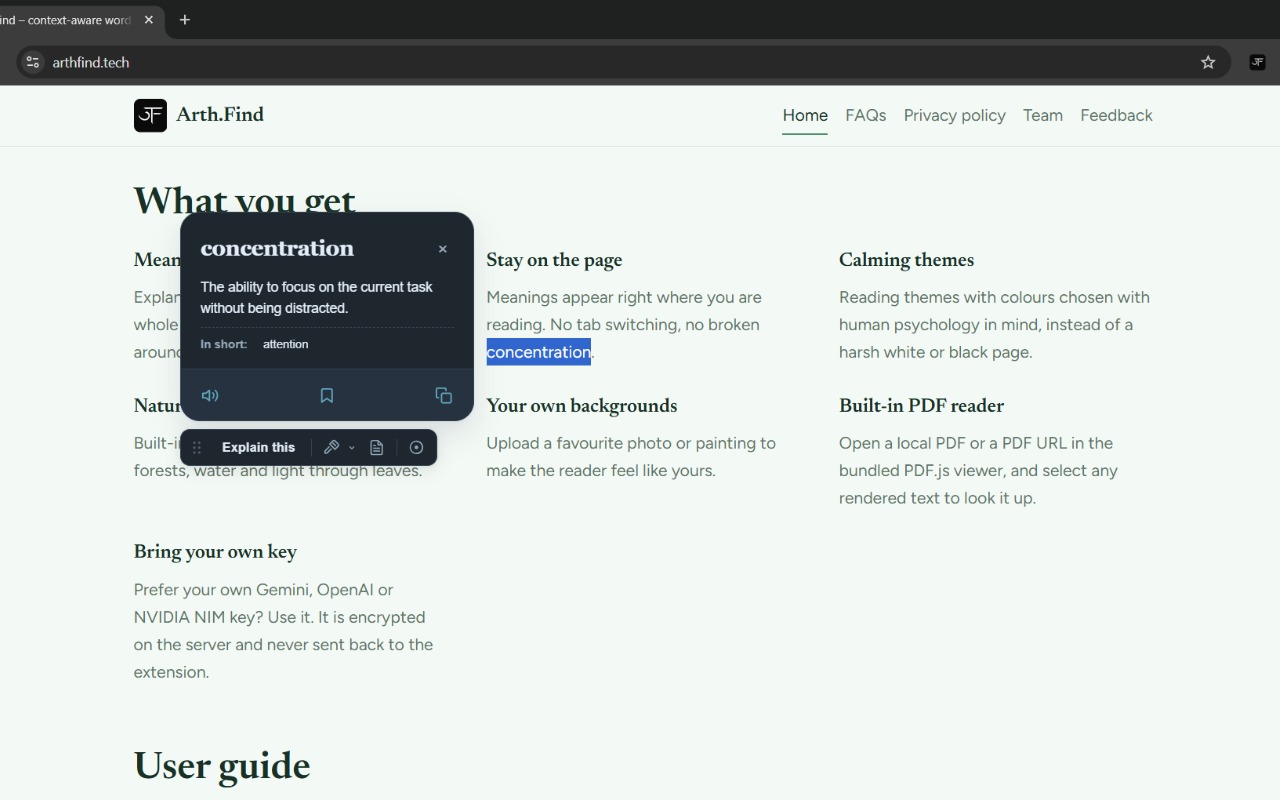 ind – context-aware word
arthfind.tech
Arth.Find
Home FAQs Privacy policy Team Feedback
What you get
concentration
The ability to focus on the current task
without being distracted.
In short: attention
Explain this
Stay on the page
Meanings appear right where you are
reading. No tab switching, no broken
concentration.
Calming themes
Reading themes with colours chosen with
human psychology in mind, instead of a
harsh white or black page.
forests, water and light through leaves.
Your own backgrounds
Upload a favourite photo or painting to
make the reader feel like yours.
Built-in PDF reader
Open a local PDF or a PDF URL in the
bundled PDF.js viewer, and select any
rendered text to look it up.
Bring your own key
Prefer your own Gemini, OpenAI or
NVIDIA NIM key? Use it. It is encrypted
on the server and never sent back to the
extension.
User guide